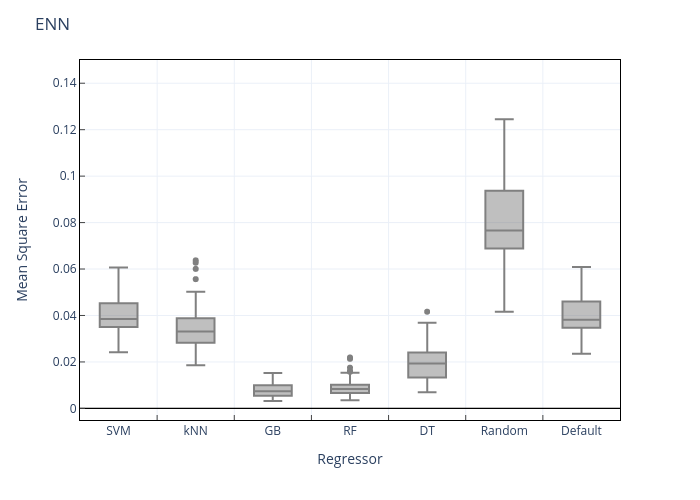 ENN
Mean Square Error
0.14
0.12
0.1
0.08
0.06
0.04
0.02
0
SVM kNN GB RF DT Random Default
Regressor